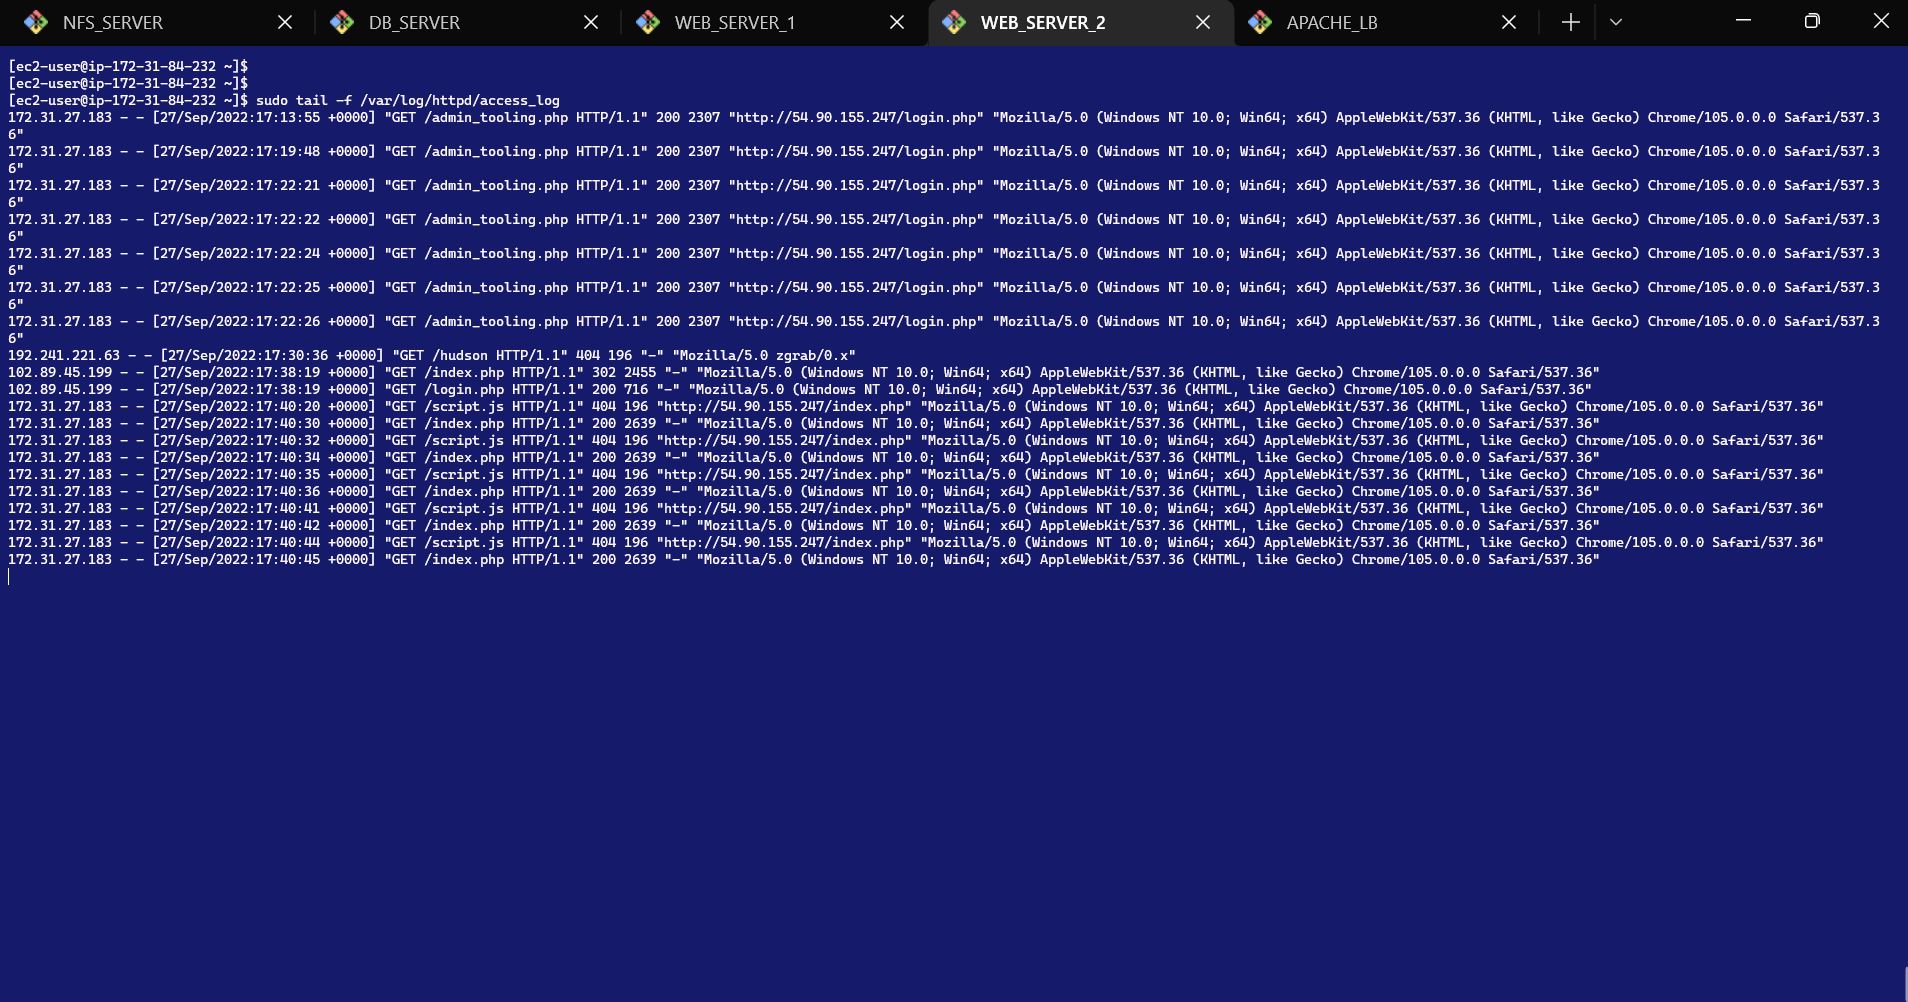 NFS_SERVER DB_SERVER WEB_SERVER_1 WEB_SERVER_2 APACHE_LB
[ec2-user@ip-172-31-84-232 ~]$
[ec2-user@ip-172-31-84-232 ~]$
[ec2-user@ip-172-31-84-232 ~]$ sudo tail -f /var/log/httpd/access_log
172.31.27.183 - - [27/Sep/2022:17:13:55 +0000] "GET /admin_tooling.php HTTP/1.1" 200 2307 "http://54.90.155.247/login.php" "Mozilla/5.0 (Windows NT 10.0; Win64; x64) AppleWebKit/537.36 (KHTML, like Gecko) Chrome/105.0.0.0 Safari/537.3
6"
172.31.27.183 - - [27/Sep/2022:17:19:48 +0000] "GET /admin_tooling.php HTTP/1.1" 200 2307 "http://54.90.155.247/login.php" "Mozilla/5.0 (Windows NT 10.0; Win64; x64) AppleWebKit/537.36 (KHTML, like Gecko) Chrome/105.0.0.0 Safari/537.3
6"
172.31.27.183 - - [27/Sep/2022:17:22:21 +0000] "GET /admin_tooling.php HTTP/1.1" 200 2307 "http://54.90.155.247/login.php" "Mozilla/5.0 (Windows NT 10.0; Win64; x64) AppleWebKit/537.36 (KHTML, like Gecko) Chrome/105.0.0.0 Safari/537.3
6"
172.31.27.183 - - [27/Sep/2022:17:22:22 +0000] "GET /admin_tooling.php HTTP/1.1" 200 2307 "http://54.90.155.247/login.php" "Mozilla/5.0 (Windows NT 10.0; Win64; x64) AppleWebKit/537.36 (KHTML, like Gecko) Chrome/105.0.0.0 Safari/537.3
6"
172.31.27.183 - - [27/Sep/2022:17:22:24 +0000] "GET /admin_tooling.php HTTP/1.1" 200 2307 "http://54.90.155.247/login.php" "Mozilla/5.0 (Windows NT 10.0; Win64; x64) AppleWebKit/537.36 (KHTML, like Gecko) Chrome/105.0.0.0 Safari/537.3
6"
172.31.27.183 - - [27/Sep/2022:17:22:25 +0000] "GET /admin_tooling.php HTTP/1.1" 200 2307 "http://54.90.155.247/login.php" "Mozilla/5.0 (Windows NT 10.0; Win64; x64) AppleWebKit/537.36 (KHTML, like Gecko) Chrome/105.0.0.0 Safari/537.3
6"
172.31.27.183 - - [27/Sep/2022:17:22:26 +0000] "GET /admin_tooling.php HTTP/1.1" 200 2307 "http://54.90.155.247/login.php" "Mozilla/5.0 (Windows NT 10.0; Win64; x64) AppleWebKit/537.36 (KHTML, like Gecko) Chrome/105.0.0.0 Safari/537.3
6"
192.241.221.63 - - [27/Sep/2022:17:30:36 +0000] "GET /hudson HTTP/1.1" 404 196 "-" "Mozilla/5.0 zgrab/0.x"
102.89.45.199 - - [27/Sep/2022:17:38:19 +0000] "GET /index.php HTTP/1.1" 302 2455 "-" "Mozilla/5.0 (Windows NT 10.0; Win64; x64) AppleWebKit/537.36 (KHTML, like Gecko) Chrome/105.0.0.0 Safari/537.36"
102.89.45.199 - - [27/Sep/2022:17:38:19 +0000] "GET /login.php HTTP/1.1" 200 716 "-" "Mozilla/5.0 (Windows NT 10.0; Win64; x64) AppleWebKit/537.36 (KHTML, like Gecko) Chrome/105.0.0.0 Safari/537.36"
172.31.27.183 - - [27/Sep/2022:17:40:20 +0000] "GET /script.js HTTP/1.1" 404 196 "http://54.90.155.247/index.php" "Mozilla/5.0 (Windows NT 10.0; Win64; x64) AppleWebKit/537.36 (KHTML, like Gecko) Chrome/105.0.0.0 Safari/537.36"
172.31.27.183 - - [27/Sep/2022:17:40:30 +0000] "GET /index.php HTTP/1.1" 200 2639 "-" "Mozilla/5.0 (Windows NT 10.0; Win64; x64) AppleWebKit/537.36 (KHTML, like Gecko) Chrome/105.0.0.0 Safari/537.36"
172.31.27.183 - - [27/Sep/2022:17:40:32 +0000] "GET /script.js HTTP/1.1" 404 196 "http://54.90.155.247/index.php" "Mozilla/5.0 (Windows NT 10.0; Win64; x64) AppleWebKit/537.36 (KHTML, like Gecko) Chrome/105.0.0.0 Safari/537.36"
172.31.27.183 - - [27/Sep/2022:17:40:34 +0000] "GET /index.php HTTP/1.1" 200 2639 "-" "Mozilla/5.0 (Windows NT 10.0; Win64; x64) AppleWebKit/537.36 (KHTML, like Gecko) Chrome/105.0.0.0 Safari/537.36"
172.31.27.183 - - [27/Sep/2022:17:40:35 +0000] "GET /script.js HTTP/1.1" 404 196 "http://54.90.155.247/index.php" "Mozilla/5.0 (Windows NT 10.0; Win64; x64) AppleWebKit/537.36 (KHTML, like Gecko) Chrome/105.0.0.0 Safari/537.36"
172.31.27.183 - - [27/Sep/2022:17:40:36 +0000] "GET /index.php HTTP/1.1" 200 2639 "-" "Mozilla/5.0 (Windows NT 10.0; Win64; x64) AppleWebKit/537.36 (KHTML, like Gecko) Chrome/105.0.0.0 Safari/537.36"
172.31.27.183 - - [27/Sep/2022:17:40:41 +0000] "GET /script.js HTTP/1.1" 404 196 "http://54.90.155.247/index.php" "Mozilla/5.0 (Windows NT 10.0; Win64; x64) AppleWebKit/537.36 (KHTML, like Gecko) Chrome/105.0.0.0 Safari/537.36"
172.31.27.183 - - [27/Sep/2022:17:40:42 +0000] "GET /index.php HTTP/1.1" 200 2639 "-" "Mozilla/5.0 (Windows NT 10.0; Win64; x64) AppleWebKit/537.36 (KHTML, like Gecko) Chrome/105.0.0.0 Safari/537.36"
172.31.27.183 - - [27/Sep/2022:17:40:44 +0000] "GET /script.js HTTP/1.1" 404 196 "http://54.90.155.247/index.php" "Mozilla/5.0 (Windows NT 10.0; Win64; x64) AppleWebKit/537.36 (KHTML, like Gecko) Chrome/105.0.0.0 Safari/537.36"
172.31.27.183 - - [27/Sep/2022:17:40:45 +0000] "GET /index.php HTTP/1.1" 200 2639 "-" "Mozilla/5.0 (Windows NT 10.0; Win64; x64) AppleWebKit/537.36 (KHTML, like Gecko) Chrome/105.0.0.0 Safari/537.36"